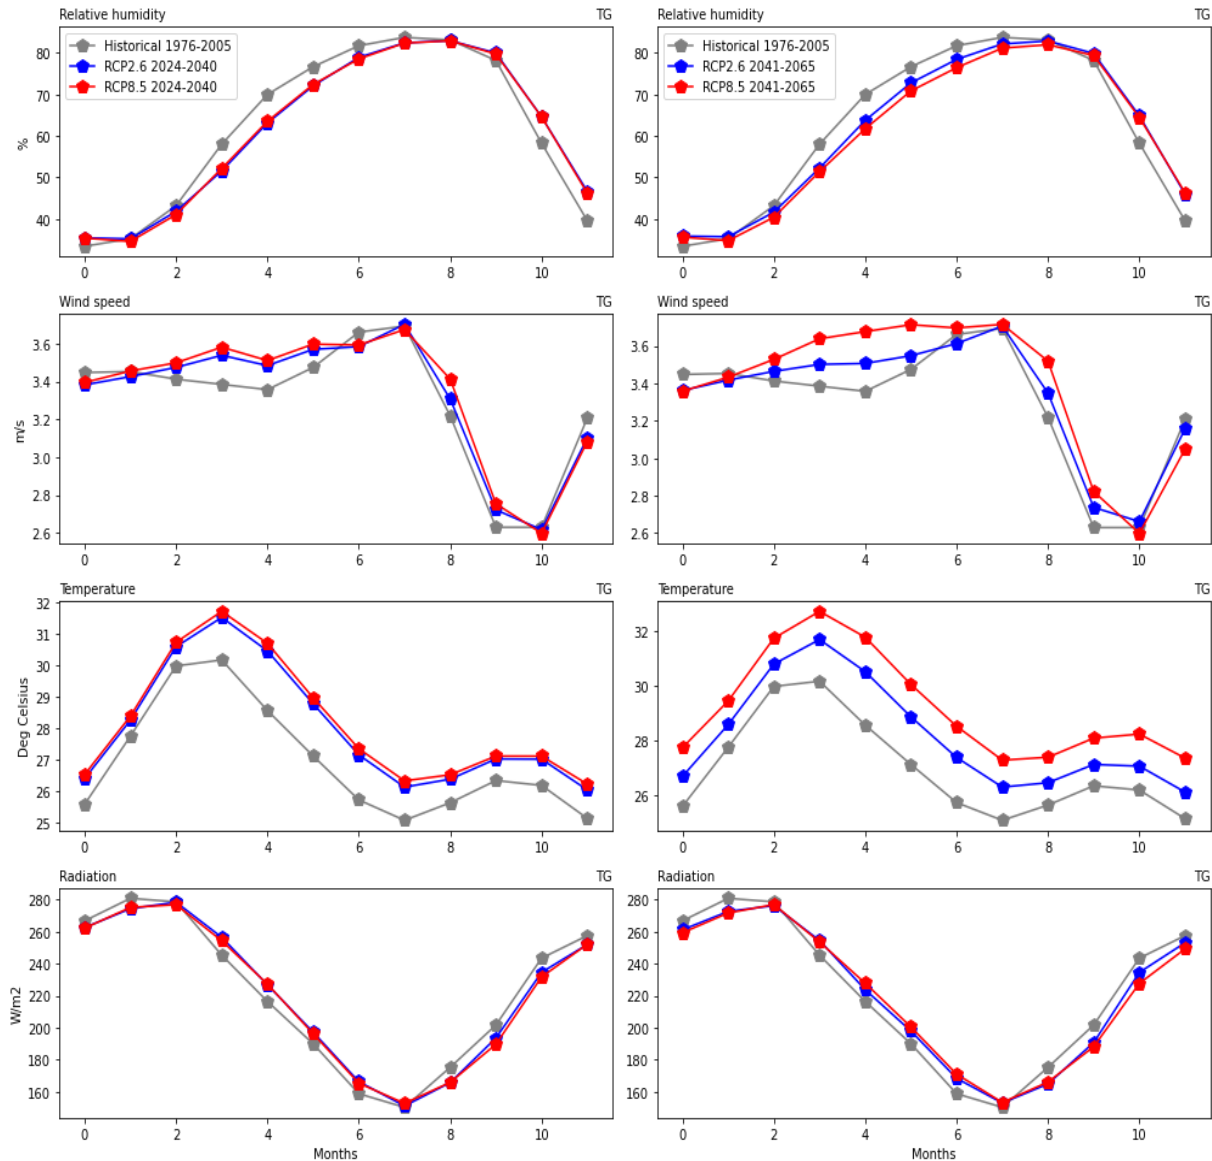 Relative humidity TG
Historical 1976-2005
RCP2.6 2024-2040
RCP8.5 2024-2040
%
80
70
60
50
40
0 2 4 6 8 10
Relative humidity TG
Historical 1976-2005
RCP2.6 2041-2065
RCP8.5 2041-2065
80
70
60
50
40
0 2 4 6 8 10
Wind speed TG
m/s
3.6
3.4
3.2
3.0
2.8
2.6
0 2 4 6 8 10
Wind speed TG
3.6
3.4
3.2
3.0
2.8
2.6
0 2 4 6 8 10
Temperature TG
Deg Celsius
32
31
30
29
28
27
26
25
0 2 4 6 8 10
Temperature TG
32
30
28
26
0 2 4 6 8 10
Radiation TG
W/m2
280
260
240
220
200
180
160
0 2 4 6 8 10
Months
Radiation TG
280
260
240
220
200
180
160
0 2 4 6 8 10
Months